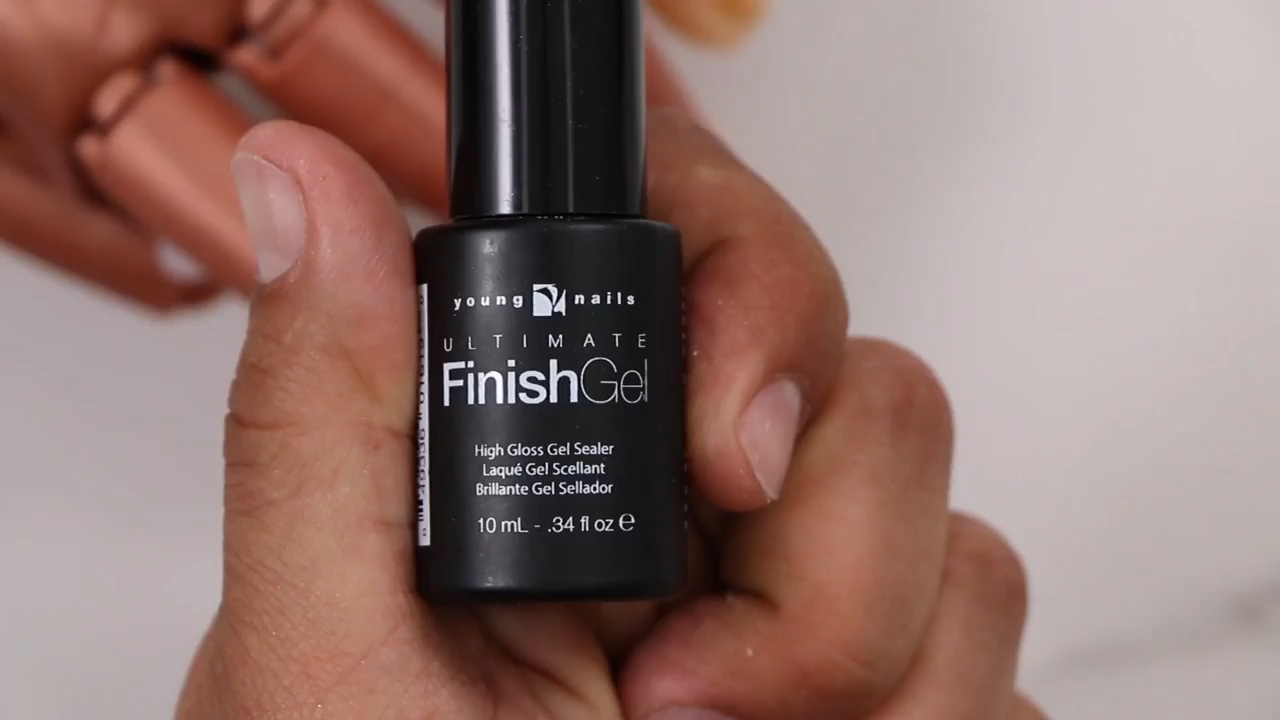 young nails
ULTIMATE
FinishGel
High Gloss Gel Sealer
Laqué Gel Scellant
Brillante Gel Sellador
10 mL - .34 fl oz ℮